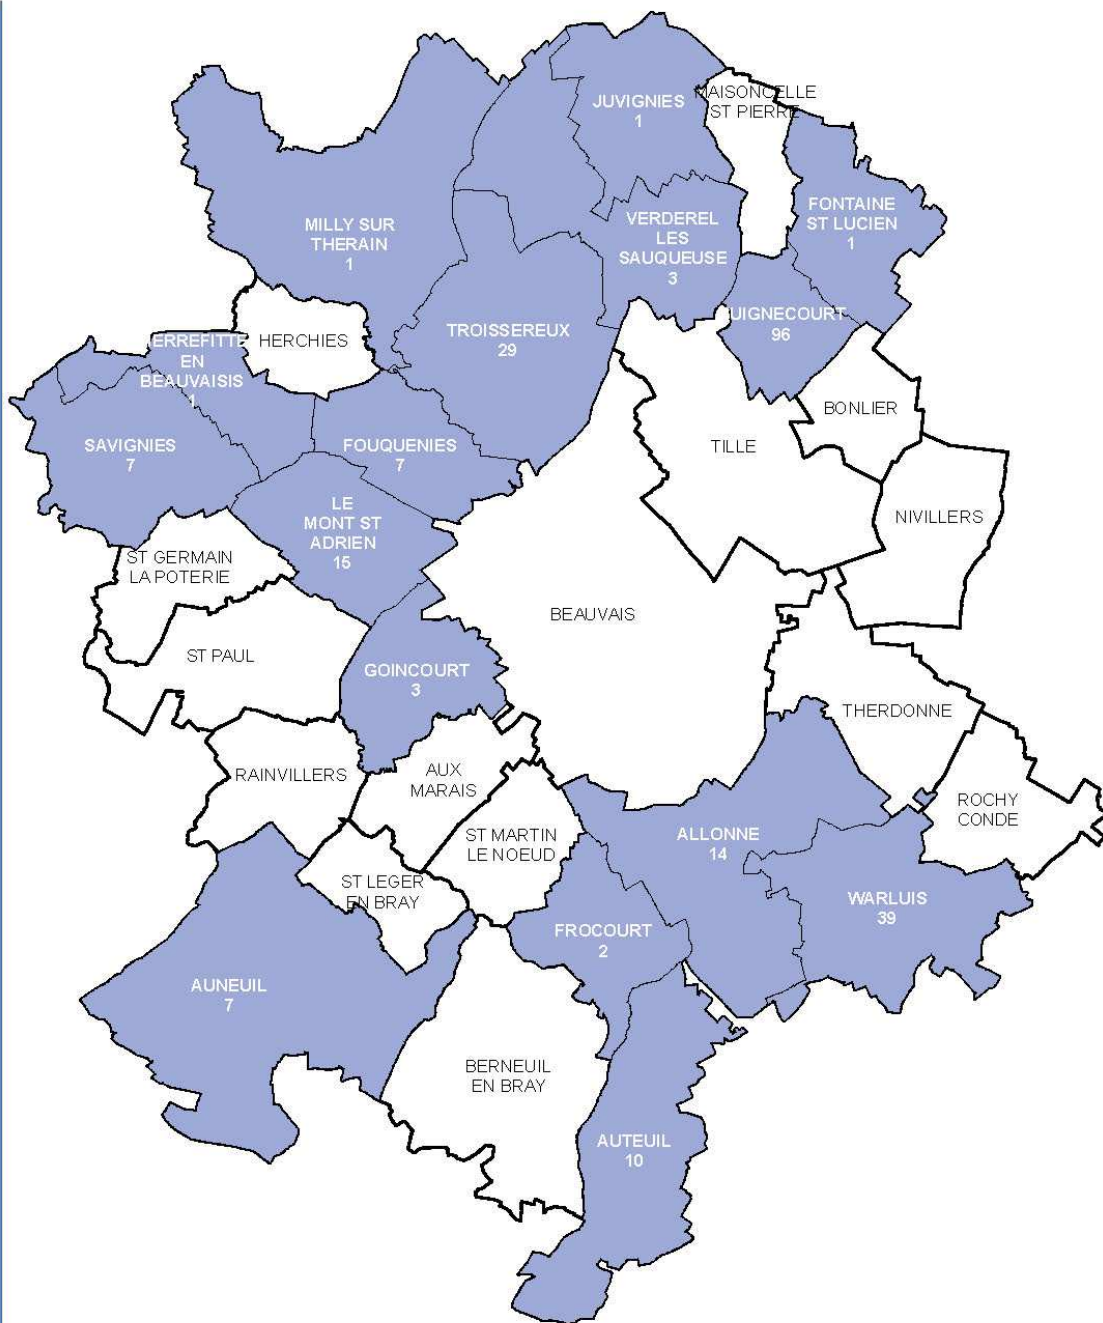 JUVIGNIES
1
MAISONCELLE
ST PIERRE
MILLY SUR
THERAIN
1
VERDEREL
LES
SAUQUEUSE
3
FONTAINE
ST LUCIEN
1
UIGNECOURT
96
TROISSEREUX
29
HERCHIES
IERREFITTE
EN
BEAUVAISIS
1
BONLIER
TILLE
SAVIGNIES
7
FOUQUENIES
7
NIVILLERS
LE
MONT ST
ADRIEN
15
ST GERMAIN
LA POTERIE
BEAUVAIS
ST PAUL
GOINCOURT
3
THERDONNE
RAINVILLERS
AUX
MARAIS
ROCHY
CONDE
ST MARTIN
LE NOEUD
ALLONNE
14
ST LEGER
EN BRAY
WARLUIS
39
FROCOURT
2
AUNEUIL
7
BERNEUIL
EN BRAY
AUTEUIL
10